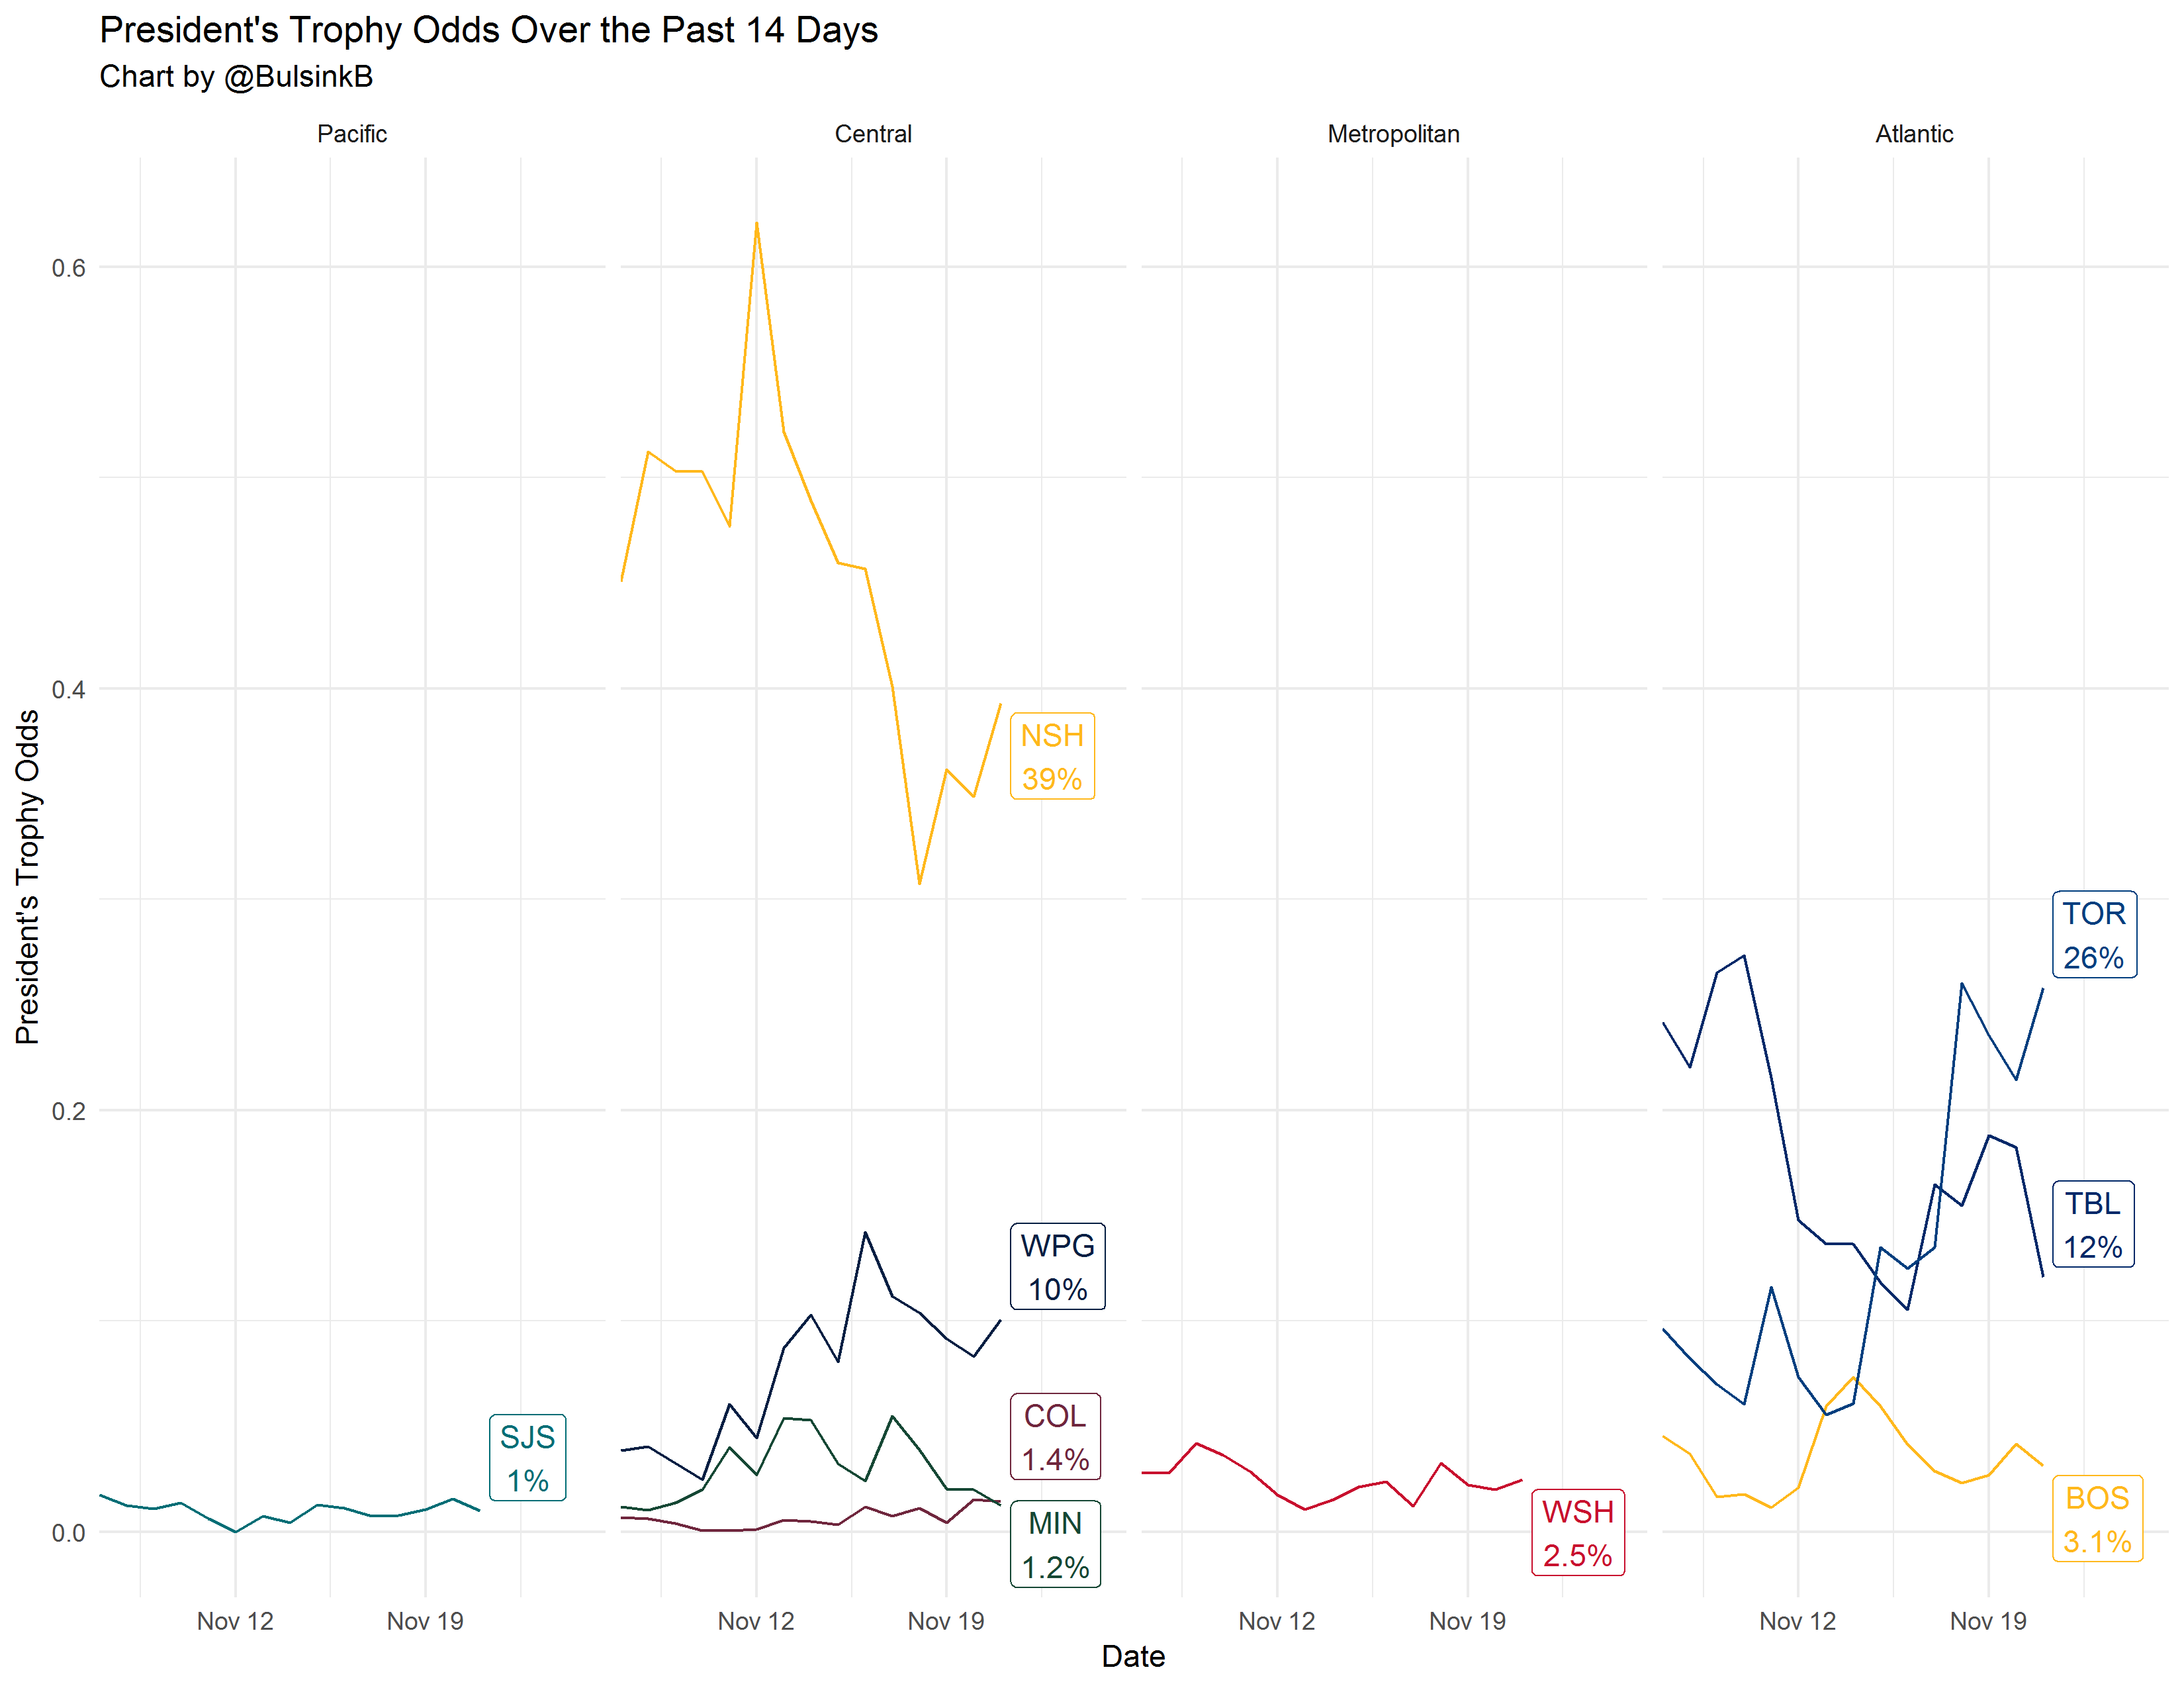 President's Trophy Odds Over the Past 14 Days
Chart by @BulsinkB
Pacific
Central
Metropolitan
Atlantic
President's Trophy Odds
0.6
0.4
0.2
0.0
SJS
1%
NSH
39%
WPG
10%
COL
1.4%
MIN
1.2%
WSH
2.5%
TOR
26%
TBL
12%
BOS
3.1%
Nov 12
Nov 19
Nov 12
Nov 19
Nov 12
Nov 19
Nov 12
Nov 19
Date